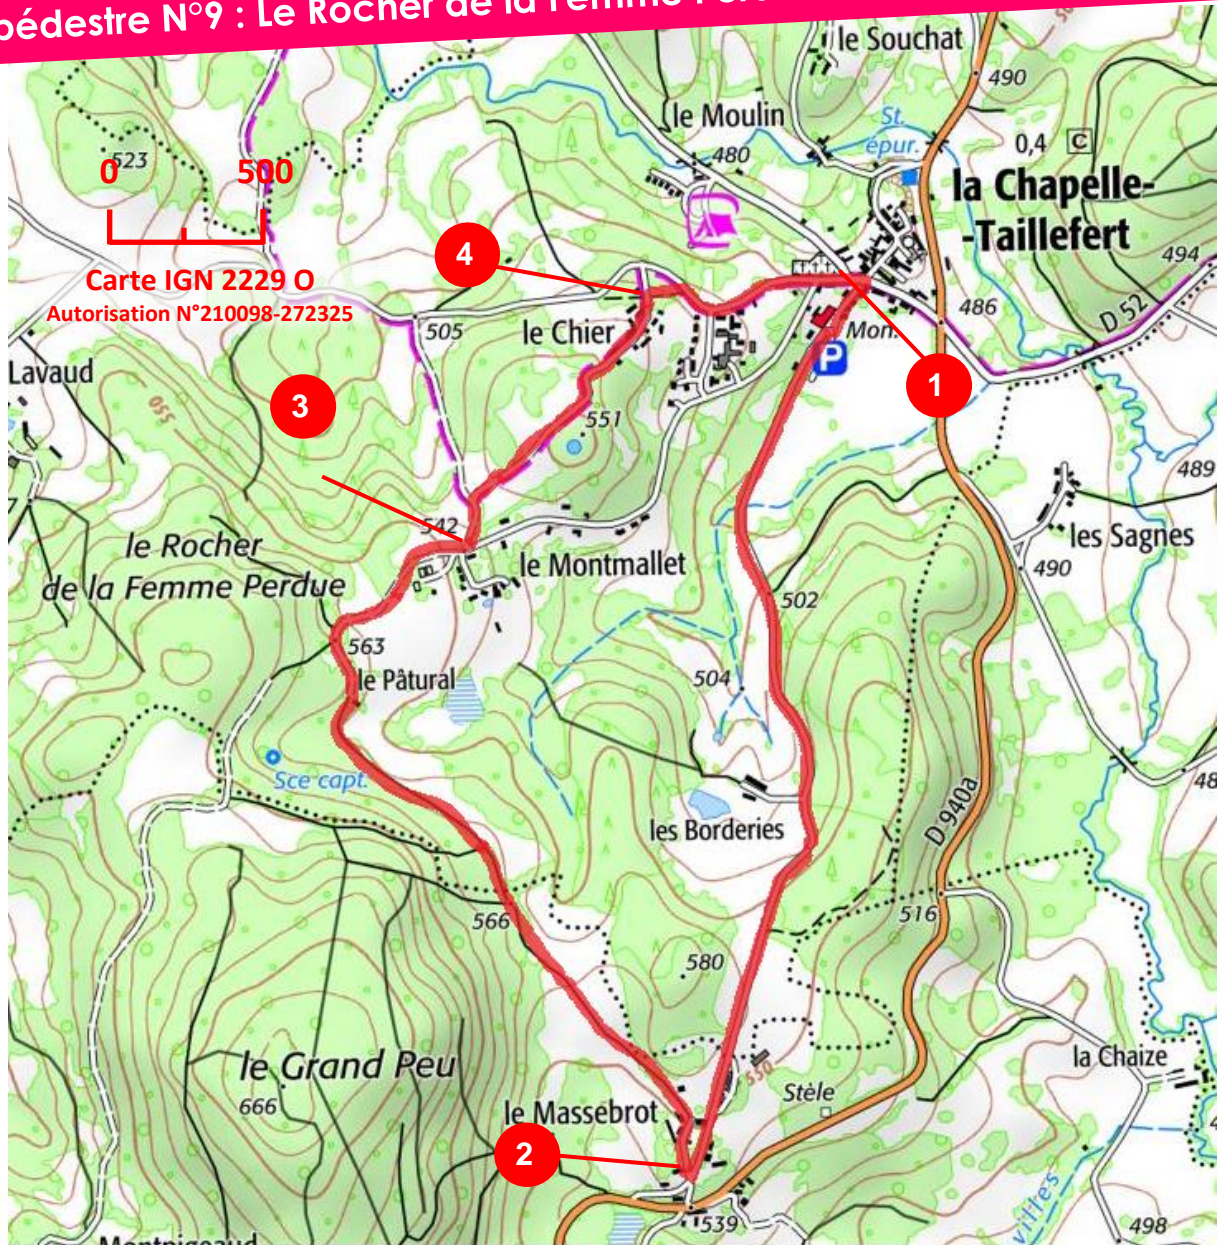 pédestre N°9 : Le Rocher de la Femme
le Souchat
490
le Moulin
St.
épur.
0,4 C
480
523
0 500
la Chapelle-
-Taillefert
494
4
Carte IGN 2229 O
Autorisation N°210098-272325
486
D 52
505
le Chier
Mon.
P
Lavaud
1
3
550
551
489
542
les Sagnes
le Rocher
de la Femme Perdue
le Montmallet
490
502
563
le Pâtural
504
Sce capt.
48
les Borderies
D 940a
516
566
580
le Grand Peu
666
550
la Chaize
Stèle
le Massebrot
2
4
539
villes
498